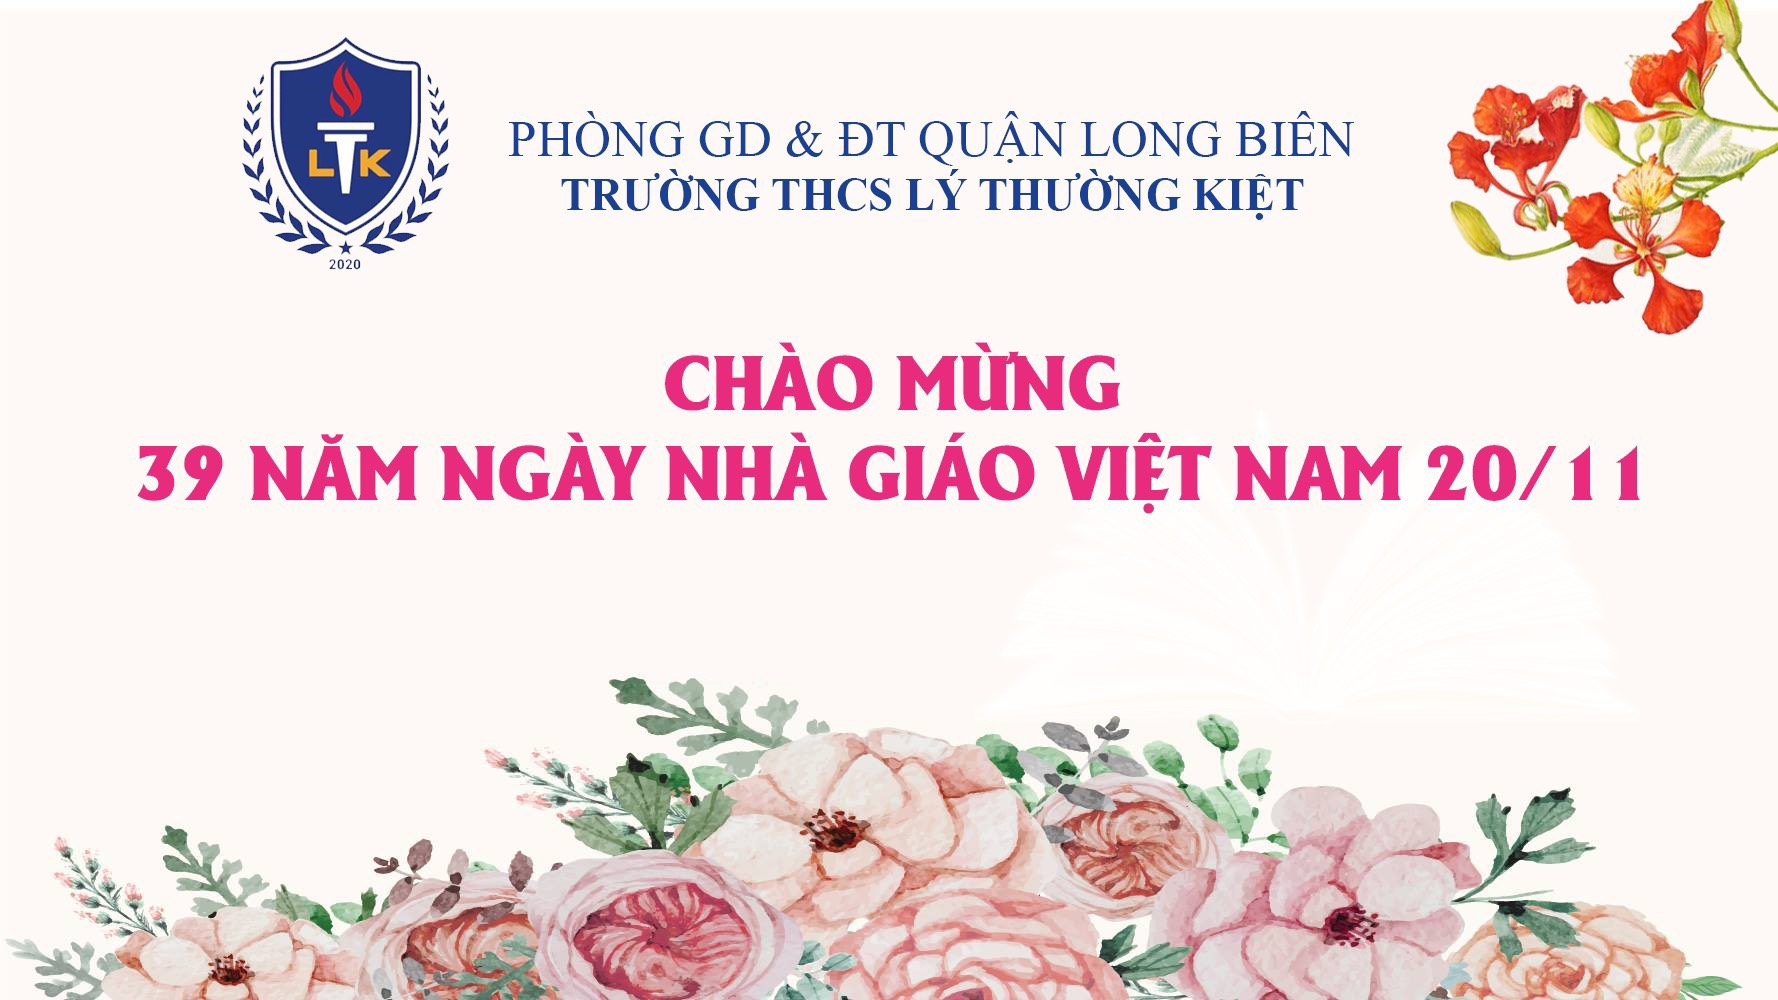 LTK
2020
PHÒNG GD & ĐT QUẬN LONG BIÊN
TRƯỜNG THCS LÝ THƯỜNG KIỆT
CHÀO MỪNG
39 NĂM NGÀY NHÀ GIÁO VIỆT NAM 20/11